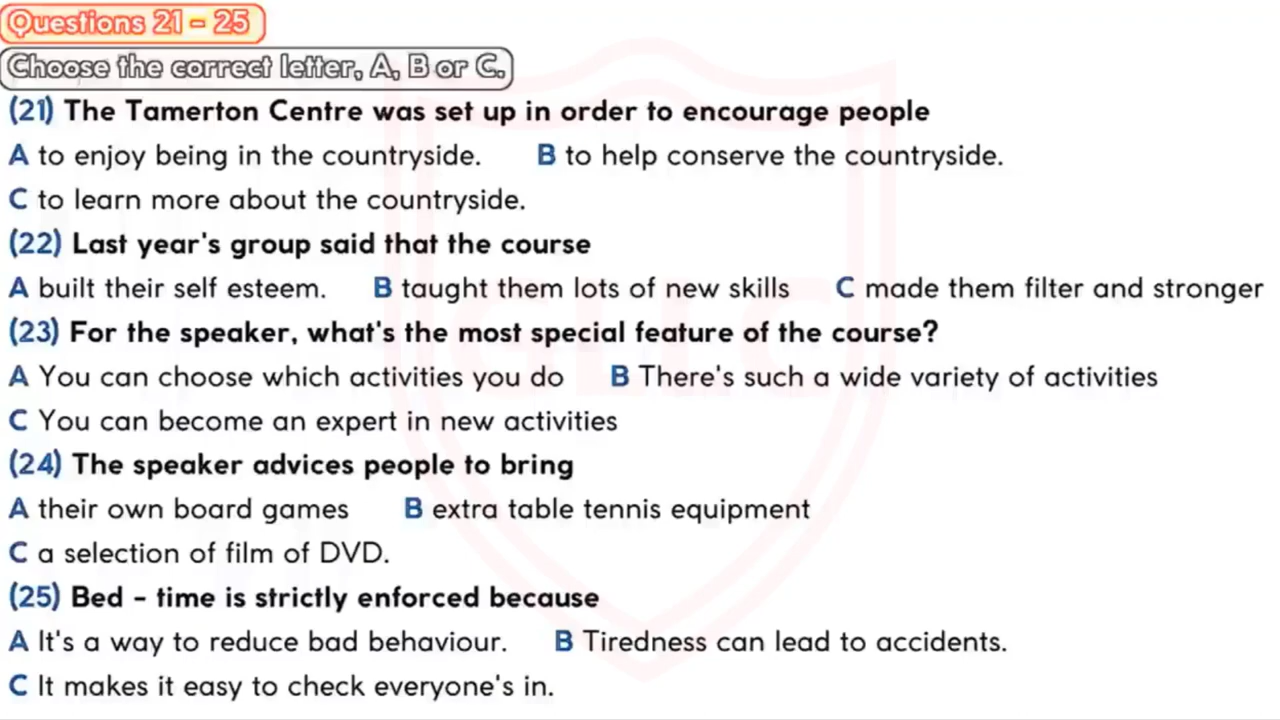 Questions 21 - 25
Choose the correct letter, A, B or C.
(21) The Tamerton Centre was set up in order to encourage people
A to enjoy being in the countryside. B to help conserve the countryside.
C to learn more about the countryside.
(22) Last year's group said that the course
A built their self esteem. B taught them lots of new skills C made them filter and stronger
(23) For the speaker, what's the most special feature of the course?
A You can choose which activities you do B There's such a wide variety of activities
C You can become an expert in new activities
(24) The speaker advices people to bring
A their own board games B extra table tennis equipment
C a selection of film of DVD.
(25) Bed - time is strictly enforced because
A It's a way to reduce bad behaviour. B Tiredness can lead to accidents.
C It makes it easy to check everyone's in.